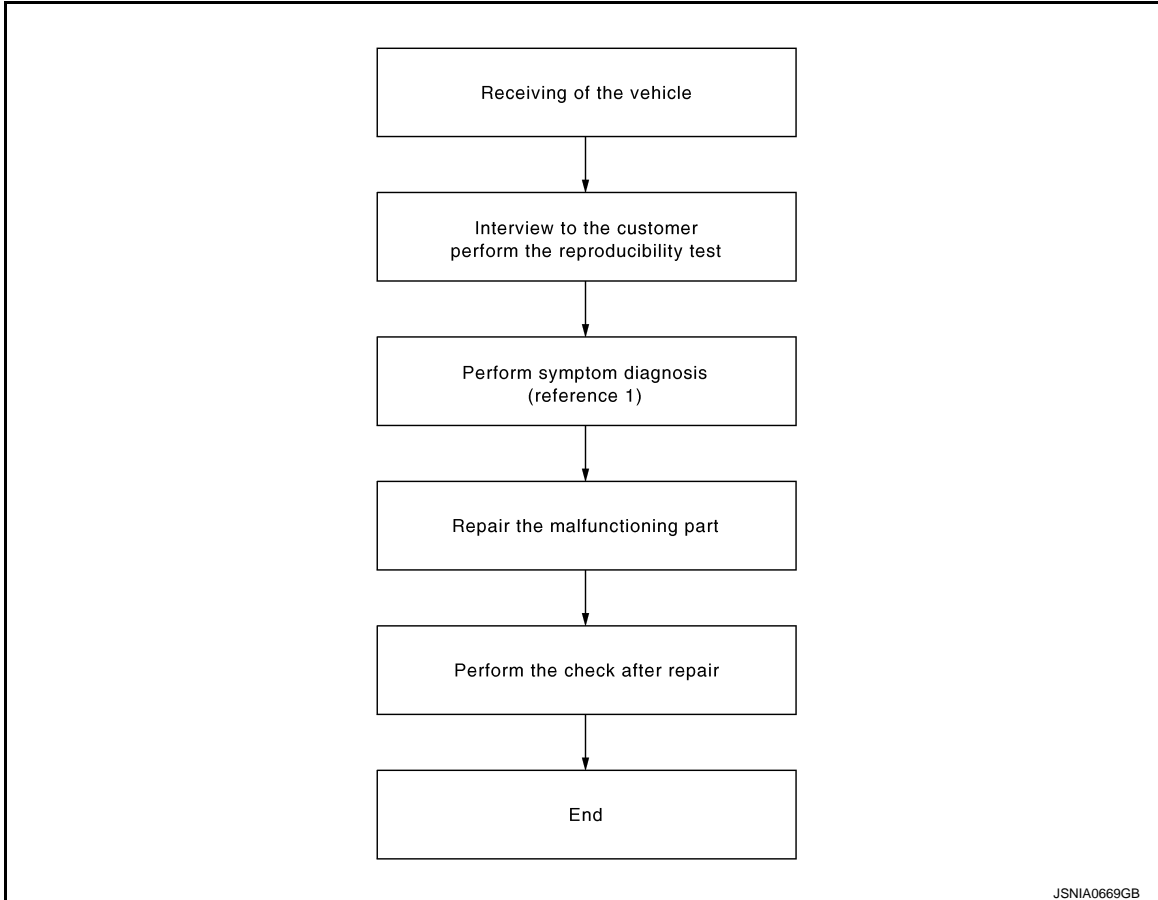 Receiving of the vehicle
Interview to the customer
perform the reproducibility test
Perform symptom diagnosis
(reference 1)
Repair the malfunctioning part
Perform the check after repair
End
JSNIA0669GB